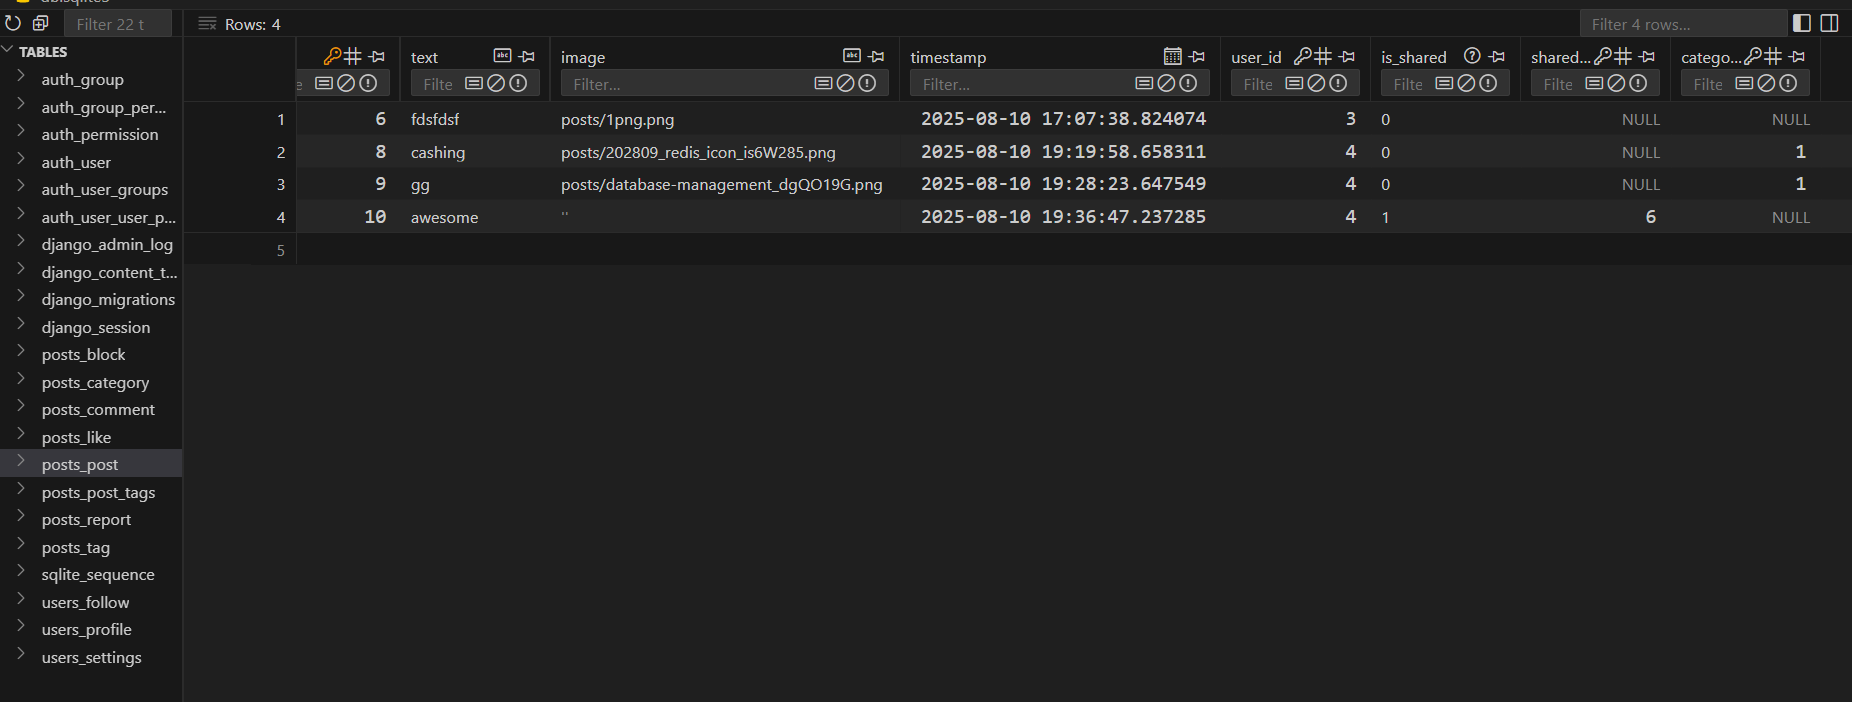 Filter 22 t
Rows: 4
Filter 4 rows...
TABLES
auth_group
auth_group_per...
auth_permission
auth_user
auth_user_groups
auth_user_user_p...
django_admin_log
django_content_t...
django_migrations
django_session
posts_block
posts_category
posts_comment
posts_like
posts_post
posts_post_tags
posts_report
posts_tag
sqlite_sequence
users_follow
users_profile
users_settings
text image timestamp user_id is_shared shared... catego...
e Filte Filter... Filter... Filte Filte Filte Filte
1 6 fdsfdsf posts/1png.png 2025-08-10 17:07:38.824074 3 0 NULL NULL
2 8 cashing posts/202809_redis_icon_is6W285.png 2025-08-10 19:19:58.658311 4 0 NULL 1
3 9 gg posts/database-management_dgQO19G.png 2025-08-10 19:28:23.647549 4 0 NULL 1
4 10 awesome '' 2025-08-10 19:36:47.237285 4 1 6 NULL
5